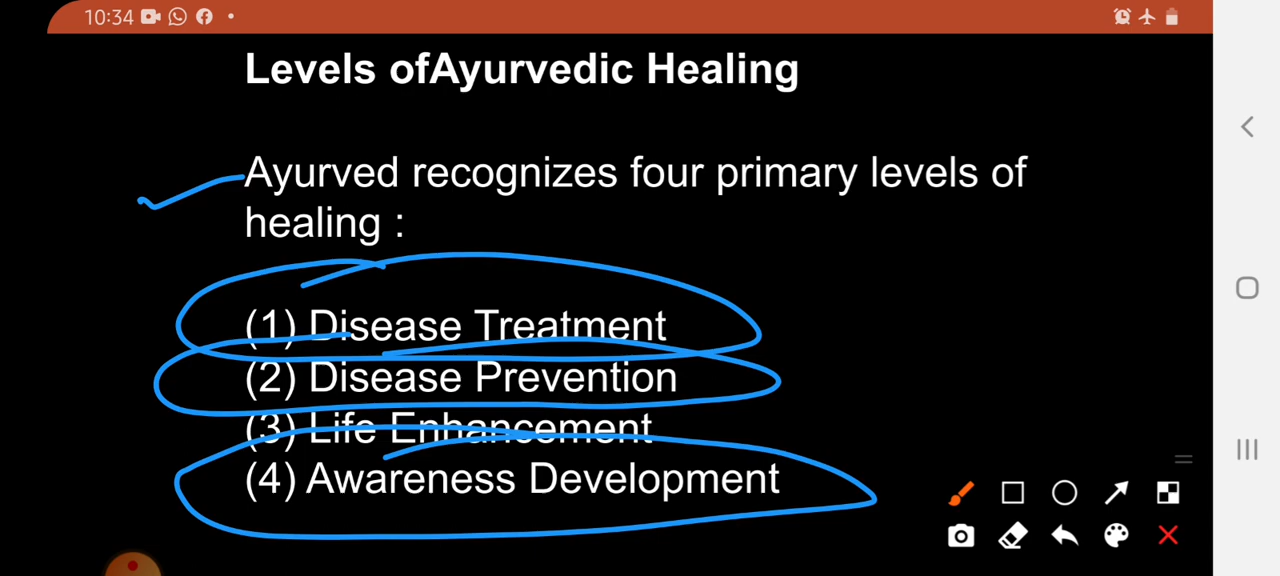 10:34
Levels ofAyurvedic Healing
Ayurved recognizes four primary levels of
healing :
(1) Disease Treatment
(2) Disease Prevention
(3) Life Enhancement
(4) Awareness Development